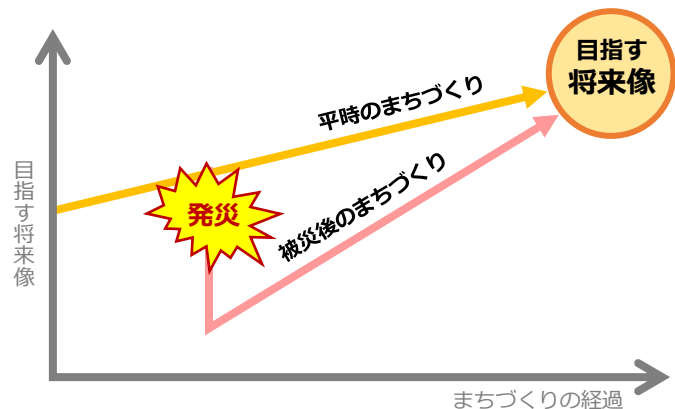 目指す
将来像
平時のまちづくり
発災
被災後のまちづくり
目指す将来像
まちづくりの経過